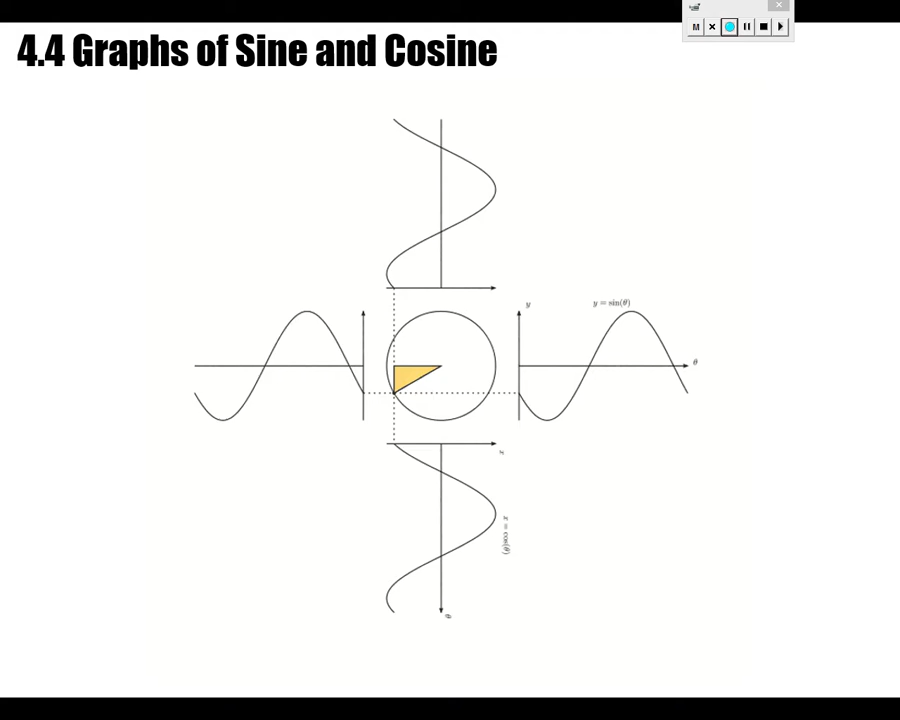 M
4.4 Graphs of Sine and Cosine
y
y = sin(θ)
θ
x
x = cos(θ)
θ